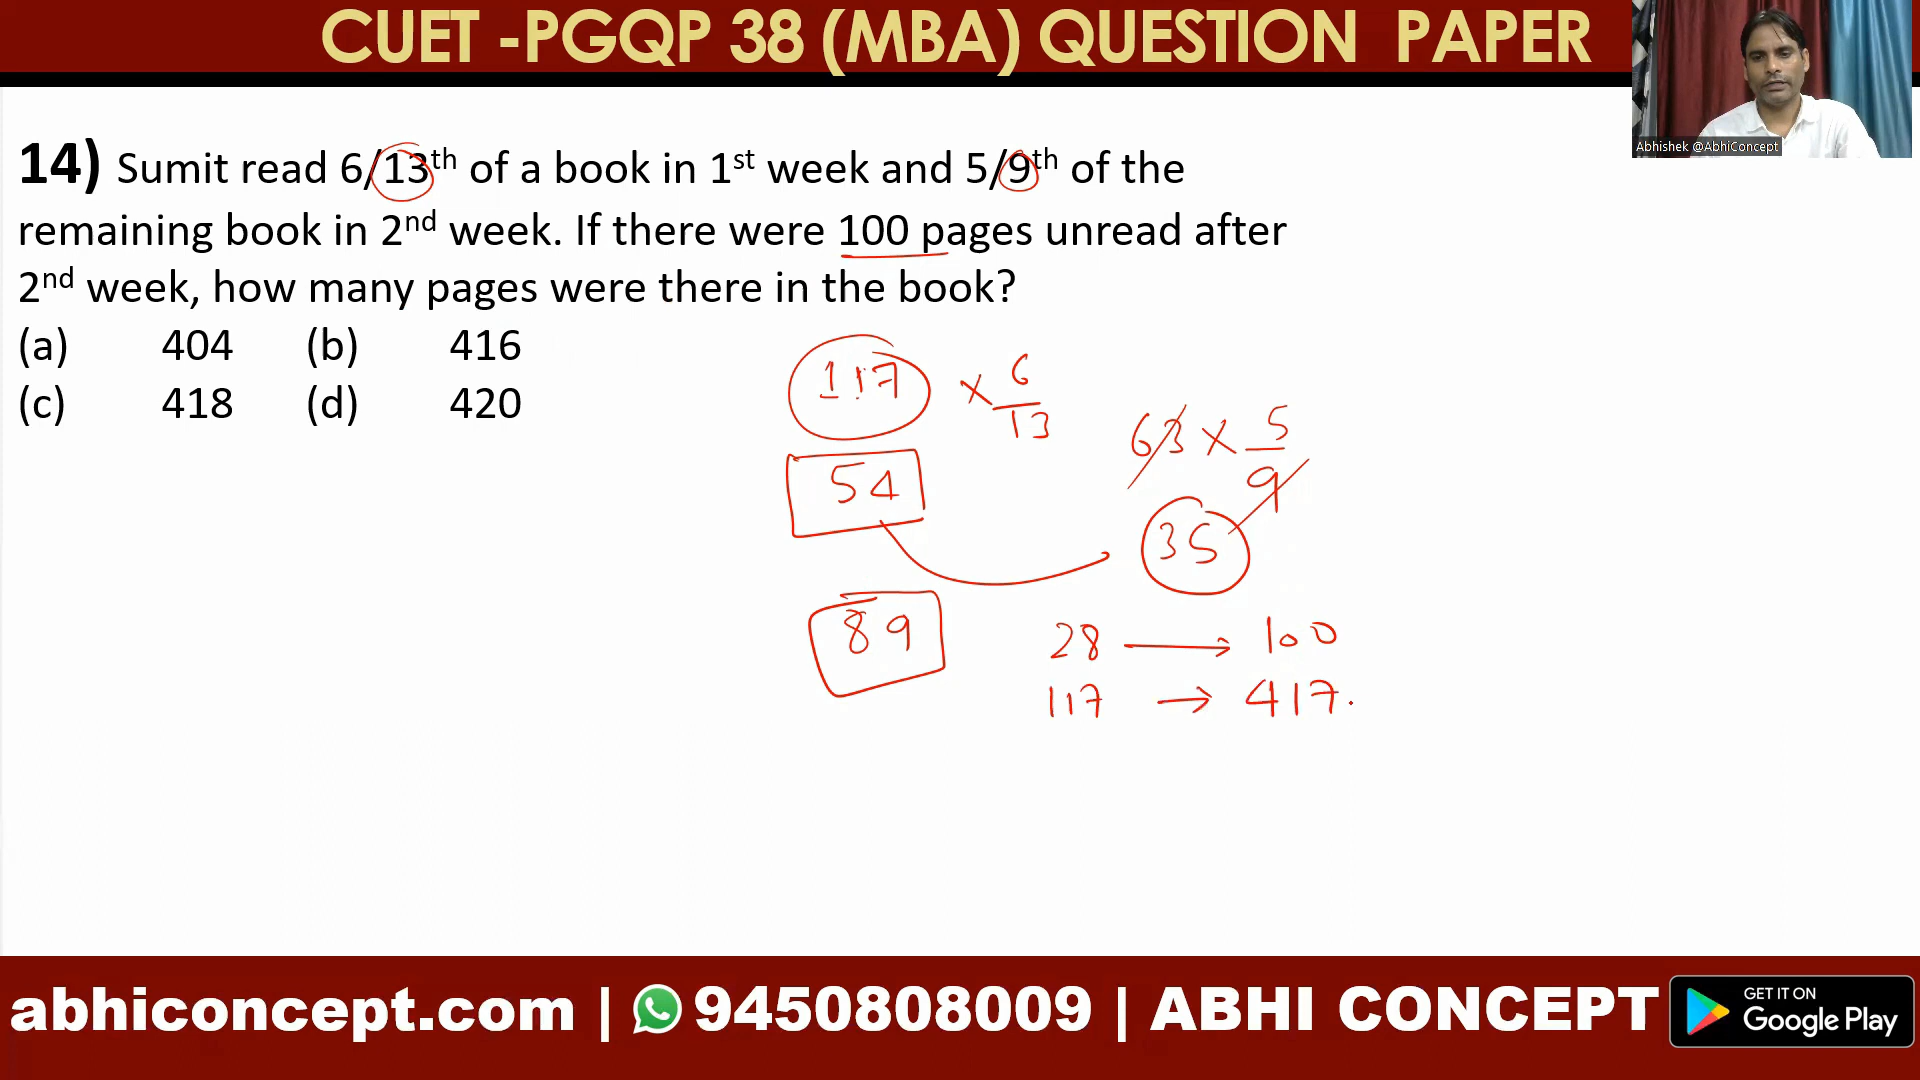 CUET -PGQP 38 (MBA) QUESTION PAPER
Abhishek @AbhiConcept
14) Sumit read 6/13th of a book in 1st week and 5/9th of the
remaining book in 2nd week. If there were 100 pages unread after
2nd week, how many pages were there in the book?
(a) 404 (b) 416
(c) 418 (d) 420
117 × 6/13
63 × 5/9
54
35
89
28 → 100
117 → 417.
abhiconcept.com | 9450808009 | ABHI CONCEPT
GET IT ON
Google Play